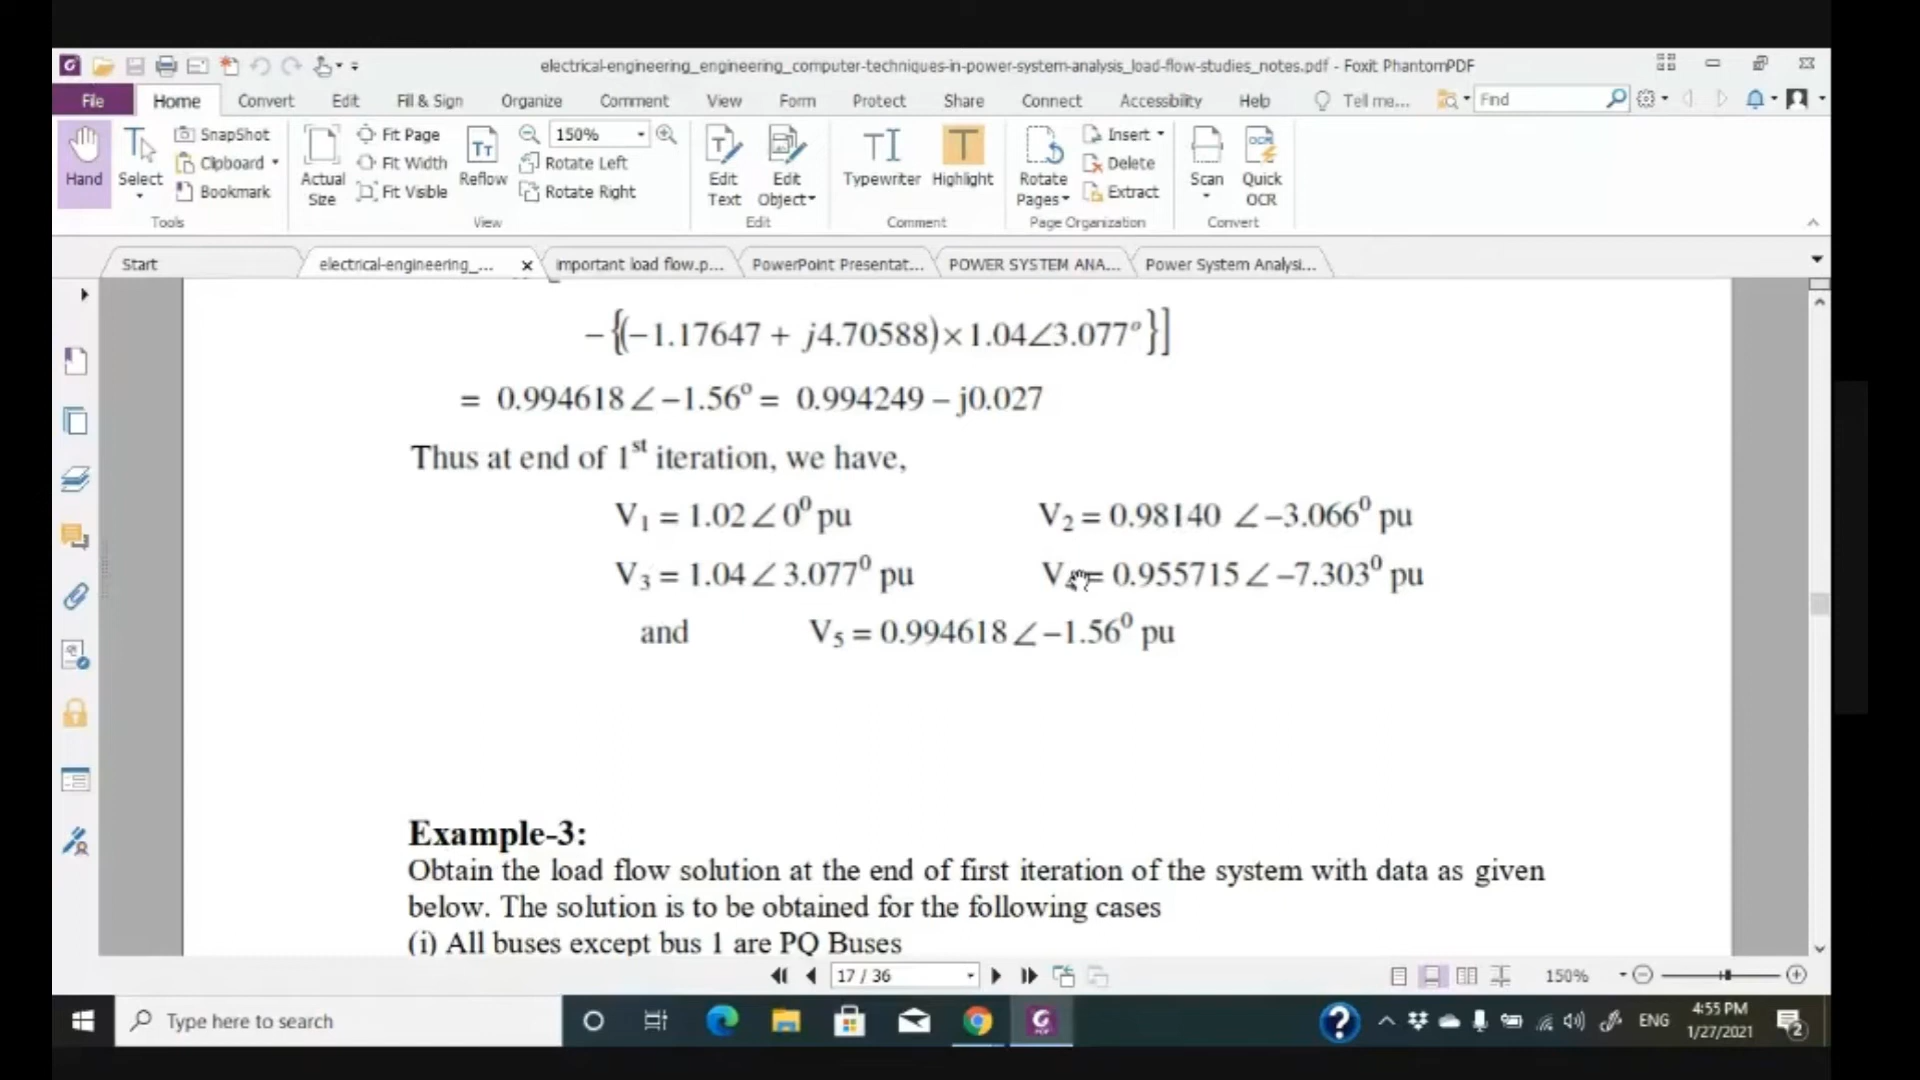 electrical-engineering_engineering_computer-techniques-in-power-system-analysis_load-flow-studies_notes.pdf - Foxit PhantomPDF
File Home Convert Edit Fill & Sign Organize Comment View Form Protect Share Connect Accessibility Help Tell me... Find
Hand
Select
SnapShot
Clipboard
Bookmark
Tools
Actual Size
Fit Page
Fit Width
Fit Visible
Reflow
150%
Rotate Left
Rotate Right
View
Edit Text
Edit Object
Edit
Typewriter
Highlight
Comment
Rotate Pages
Insert
Delete
Extract
Page Organization
Scan
Quick OCR
Convert
Start electrical-engineering_... important load flow.p... PowerPoint Presentat... POWER SYSTEM ANA... Power System Analysi...
− {(−1.17647 + j4.70588)×1.04∠3.077°}]
= 0.994618∠−1.56⁰ = 0.994249 – j0.027
Thus at end of 1st iteration, we have,
V₁ = 1.02∠0⁰ pu V₂ = 0.98140 ∠−3.066⁰ pu
V₃ = 1.04∠3.077⁰ pu V₄ = 0.955715∠−7.303⁰ pu
and V₅ = 0.994618∠−1.56⁰ pu
Example-3:
Obtain the load flow solution at the end of first iteration of the system with data as given
below. The solution is to be obtained for the following cases
(i) All buses except bus 1 are PQ Buses
17 / 36 150%
Type here to search ENG 4:55 PM
1/27/2021 2